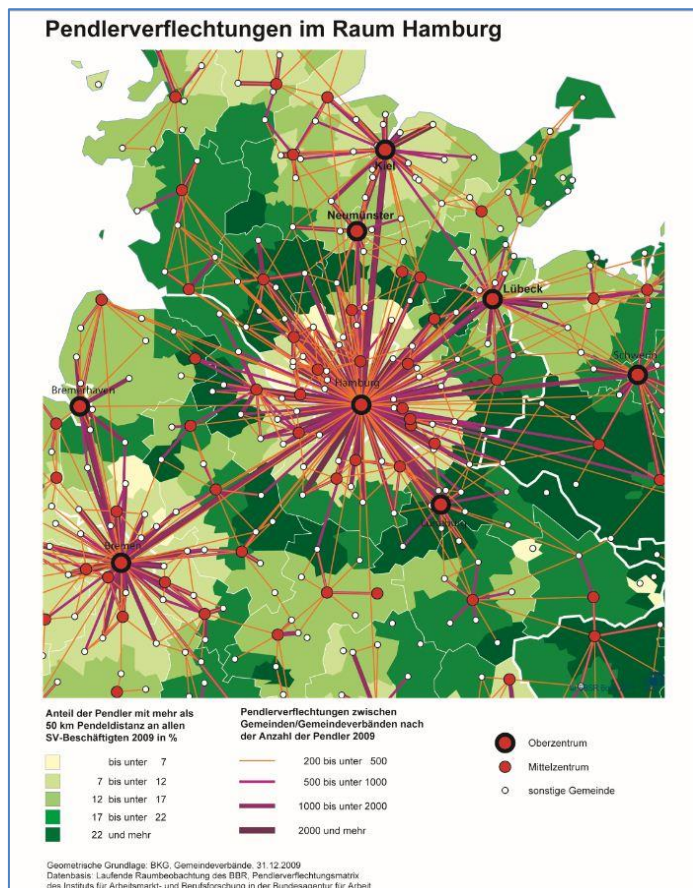 Pendlerverflechtungen im Raum Hamburg
Kiel
Neumünster
Lübeck
Schwerin
Hamburg
Bremerhaven
Bremen
Anteil der Pendler mit mehr als
50 km Pendeldistanz an allen
SV-Beschäftigten 2009 in %
bis unter 7
7 bis unter 12
12 bis unter 17
17 bis unter 22
22 und mehr
Pendlerverflechtungen zwischen
Gemeinden/Gemeindeverbänden nach
der Anzahl der Pendler 2009
200 bis unter 500
500 bis unter 1000
1000 bis unter 2000
2000 und mehr
Oberzentrum
Mittelzentrum
sonstige Gemeinde
Geometrische Grundlage: BKG, Gemeindeverbände, 31.12.2009
Datenbasis: Laufende Raumbeobachtung des BBR, Pendlerverflechtungsmatrix
des Instituts für Arbeitsmarkt- und Berufsforschung in der Bundesagentur für Arbeit